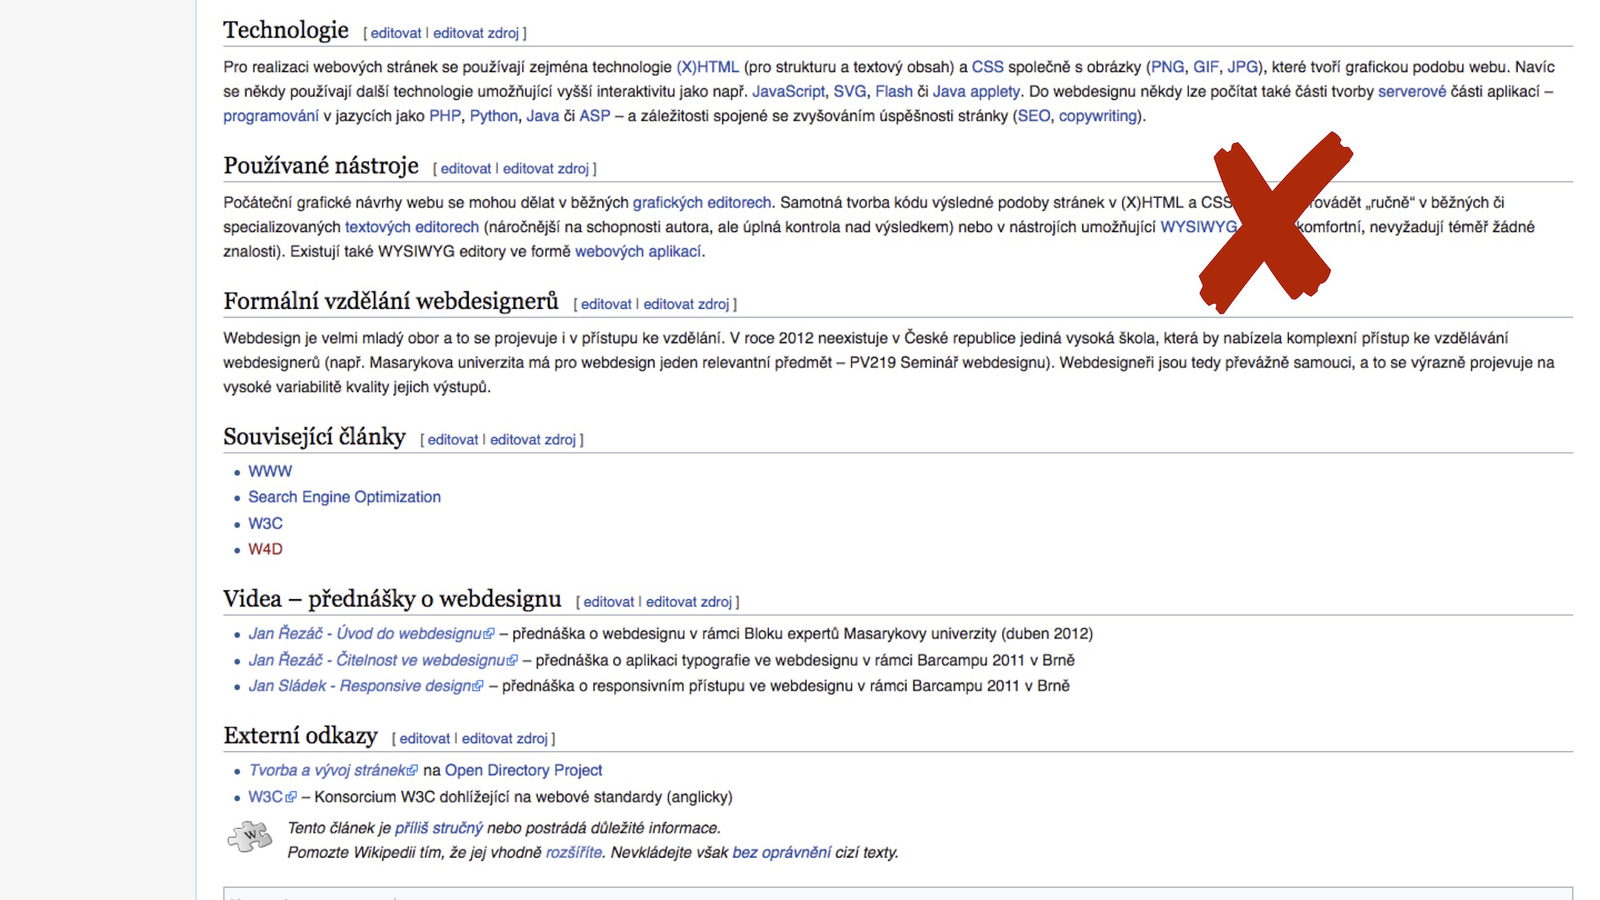 Technologie [ editovat | editovat zdroj ]
Pro realizaci webových stránek se používají zejména technologie (X)HTML (pro strukturu a textový obsah) a CSS společně s obrázky (PNG, GIF, JPG), které tvoří grafickou podobu webu. Navíc
se někdy používají další technologie umožňující vyšší interaktivitu jako např. JavaScript, SVG, Flash či Java applety. Do webdesignu někdy lze počítat také části tvorby serverové části aplikací –
programování v jazycích jako PHP, Python, Java či ASP – a záležitosti spojené se zvyšováním úspěšnosti stránky (SEO, copywriting).
Používané nástroje [ editovat | editovat zdroj ]
Počáteční grafické návrhy webu se mohou dělat v běžných grafických editorech. Samotná tvorba kódu výsledné podoby stránek v (X)HTML a CSS „ručně“ v běžných či
specializovaných textových editorech (náročnější na schopnosti autora, ale úplná kontrola nad výsledkem) nebo v nástrojích umožňující WYSIWYG komfortní, nevyžadují téměř žádné
znalosti). Existují také WYSIWYG editory ve formě webových aplikací.
Formální vzdělání webdesignerů [ editovat | editovat zdroj ]
Webdesign je velmi mladý obor a to se projevuje i v přístupu ke vzdělání. V roce 2012 neexistuje v České republice jediná vysoká škola, která by nabízela komplexní přístup ke vzdělávání
webdesignerů (např. Masarykova univerzita má pro webdesign jeden relevantní předmět – PV219 Seminář webdesignu). Webdesigneři jsou tedy převážně samouci, a to se výrazně projevuje na
vysoké variabilitě kvality jejich výstupů.
Související články [ editovat | editovat zdroj ]
• WWW
• Search Engine Optimization
• W3C
• W4D
Videa – přednášky o webdesignu [ editovat | editovat zdroj ]
• Jan Řezáč - Úvod do webdesignu – přednáška o webdesignu v rámci Bloku expertů Masarykovy univerzity (duben 2012)
• Jan Řezáč - Čitelnost ve webdesignu – přednáška o aplikaci typografie ve webdesignu v rámci Barcampu 2011 v Brně
• Jan Sládek - Responsive design – přednáška o responsivním přístupu ve webdesignu v rámci Barcampu 2011 v Brně
Externí odkazy [ editovat | editovat zdroj ]
• Tvorba a vývoj stránek na Open Directory Project
• W3C – Konsorcium W3C dohlížející na webové standardy (anglicky)
W
Tento článek je příliš stručný nebo postrádá důležité informace.
Pomozte Wikipedii tím, že jej vhodně rozšíříte. Nevkládejte však bez oprávnění cizí texty.